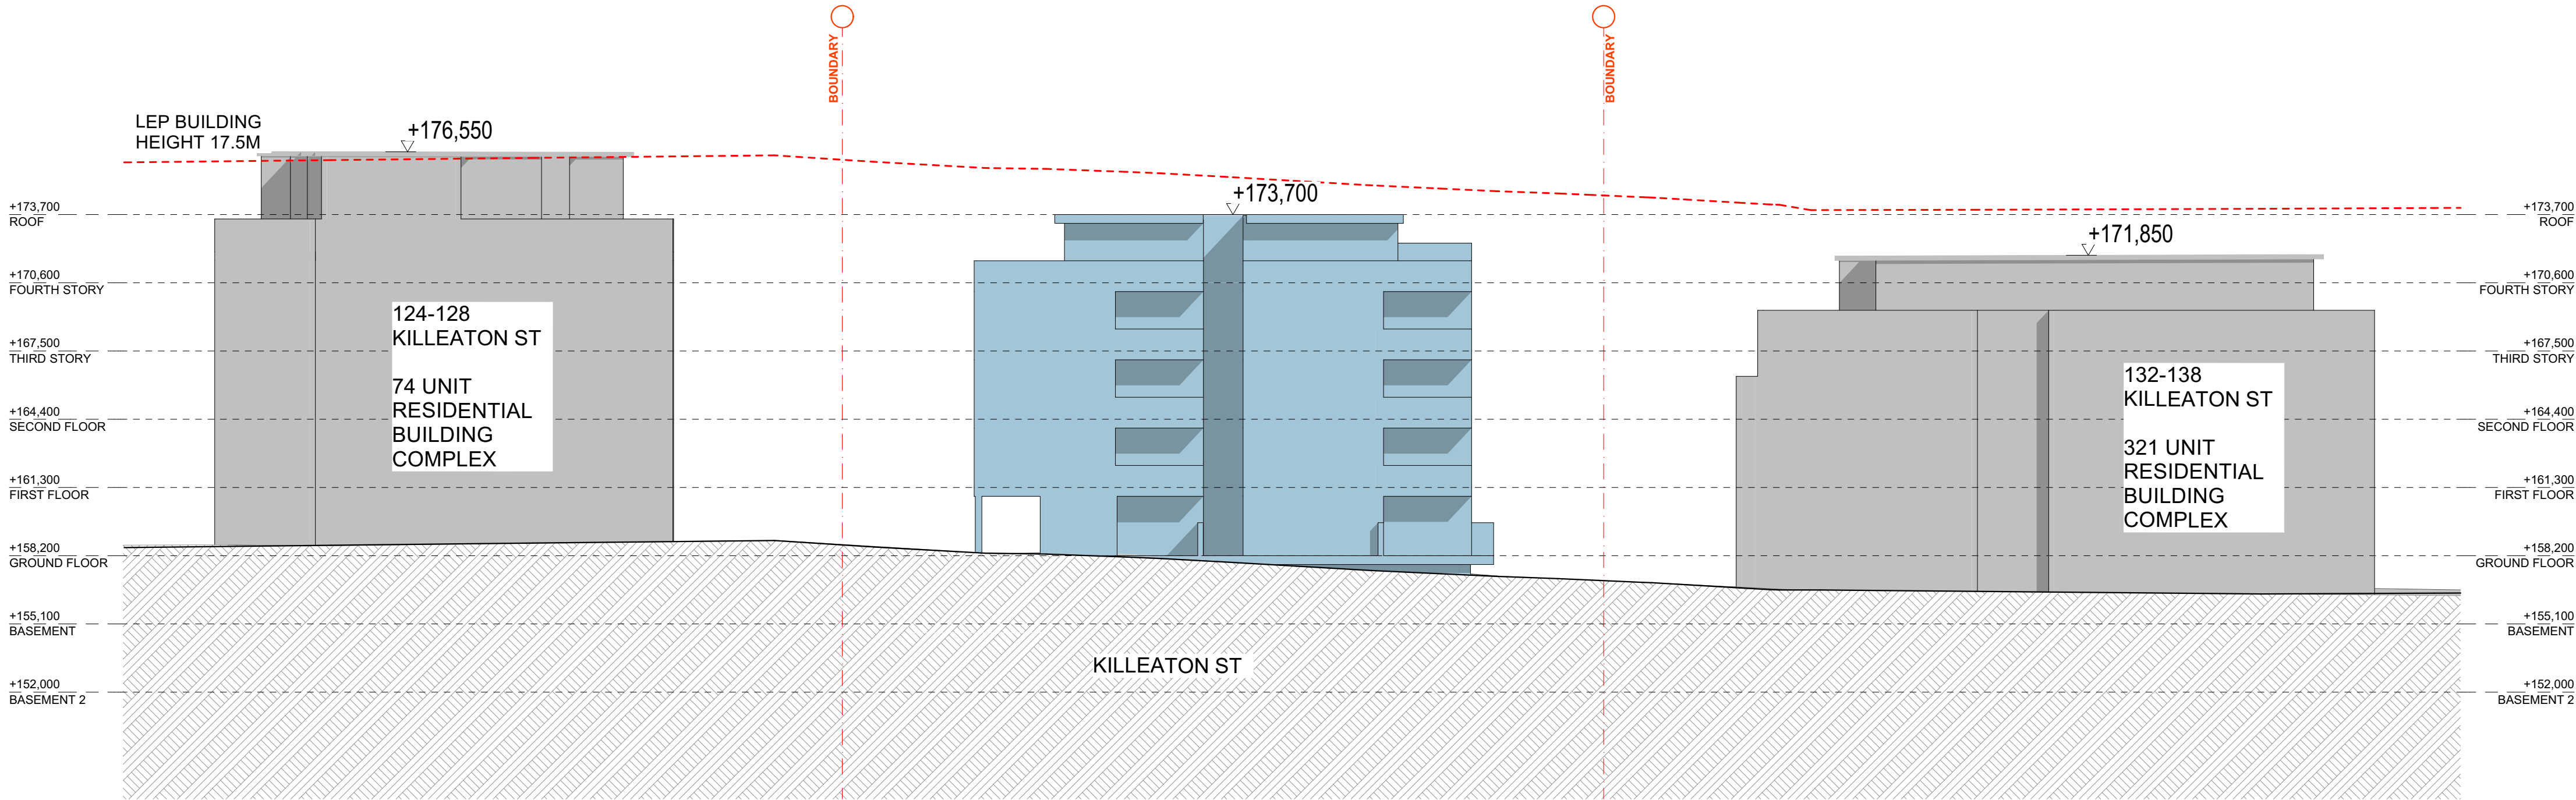 BOUNDARY
BOUNDARY
LEP BUILDING
HEIGHT 17.5M
+176,550
+173,700
+171,850
+173,700
ROOF
+170,600
FOURTH STORY
+167,500
THIRD STORY
+164,400
SECOND FLOOR
+161,300
FIRST FLOOR
+158,200
GROUND FLOOR
+155,100
BASEMENT
+152,000
BASEMENT 2
124-128
KILLEATON ST
74 UNIT
RESIDENTIAL
BUILDING
COMPLEX
KILLEATON ST
132-138
KILLEATON ST
321 UNIT
RESIDENTIAL
BUILDING
COMPLEX
+173,700
ROOF
+170,600
FOURTH STORY
+167,500
THIRD STORY
+164,400
SECOND FLOOR
+161,300
FIRST FLOOR
+158,200
GROUND FLOOR
+155,100
BASEMENT
+152,000
BASEMENT 2